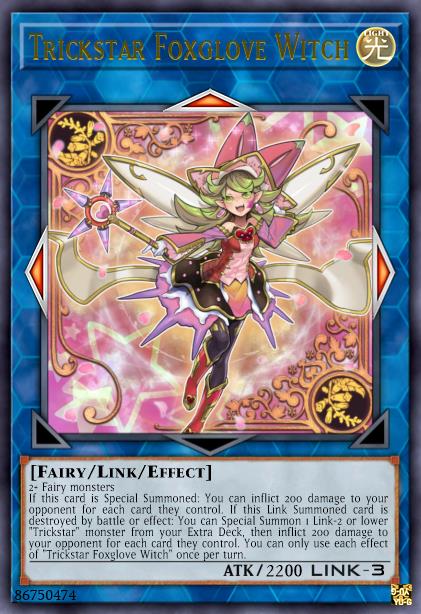 Trickstar Foxglove Witch
LIGHT
光
[Fairy/Link/Effect]
2+ Fairy monsters
If this card is Special Summoned: You can inflict 200 damage to your
opponent for each card they control. If this Link Summoned card is
destroyed by battle or effect: You can Special Summon 1 Link-2 or lower
"Trickstar" monster from your Extra Deck, then inflict 200 damage to
your opponent for each card they control. You can only use each effect
of "Trickstar Foxglove Witch" once per turn.
ATK/2200 LINK-3
86750474